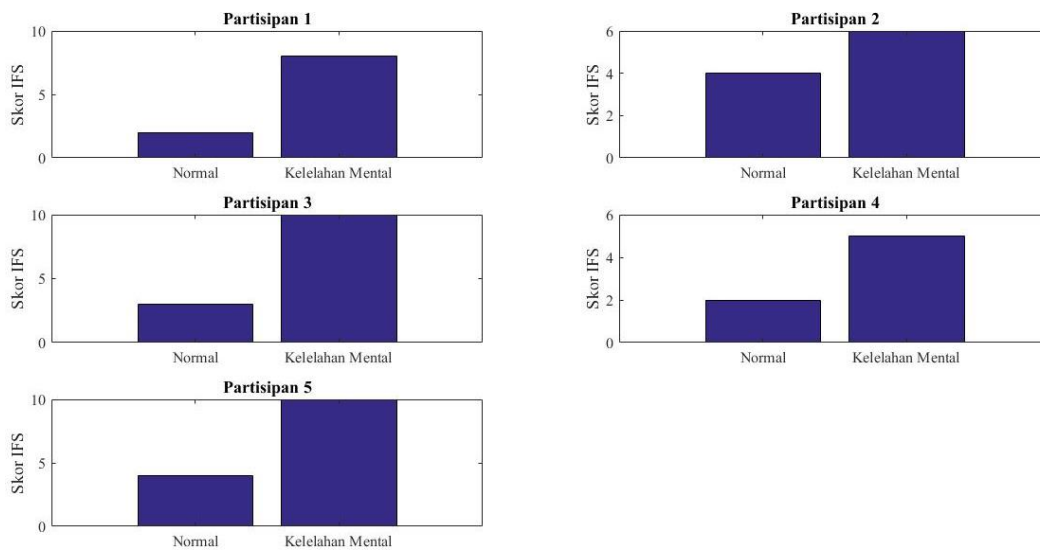 Partisipan 1
10
5
0
Skor IFS
Normal
Kelelahan Mental
Partisipan 2
6
4
2
0
Skor IFS
Normal
Kelelahan Mental
Partisipan 3
10
5
0
Skor IFS
Normal
Kelelahan Mental
Partisipan 4
6
4
2
0
Skor IFS
Normal
Kelelahan Mental
Partisipan 5
10
5
0
Skor IFS
Normal
Kelelahan Mental